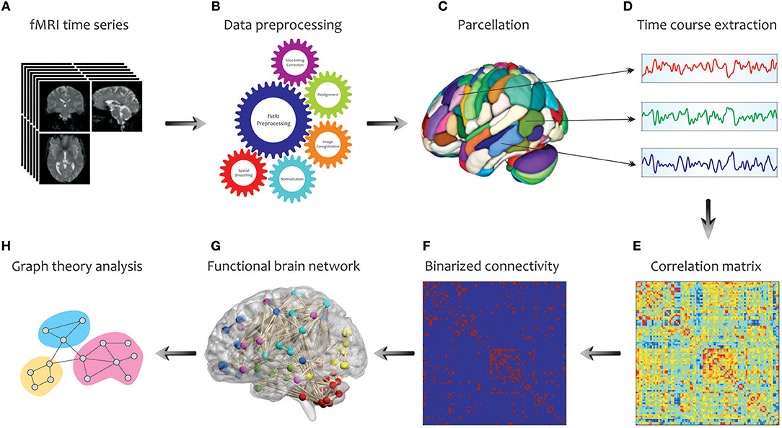 A fMRI time series
B Data preprocessing
C Parcellation
D Time course extraction
Slice timing
Correction
Realignment
fMRI
Preprocessing
Image
Coregistration
Spatial
Smoothing
Normalization
H Graph theory analysis
G Functional brain network
F Binarized connectivity
E Correlation matrix